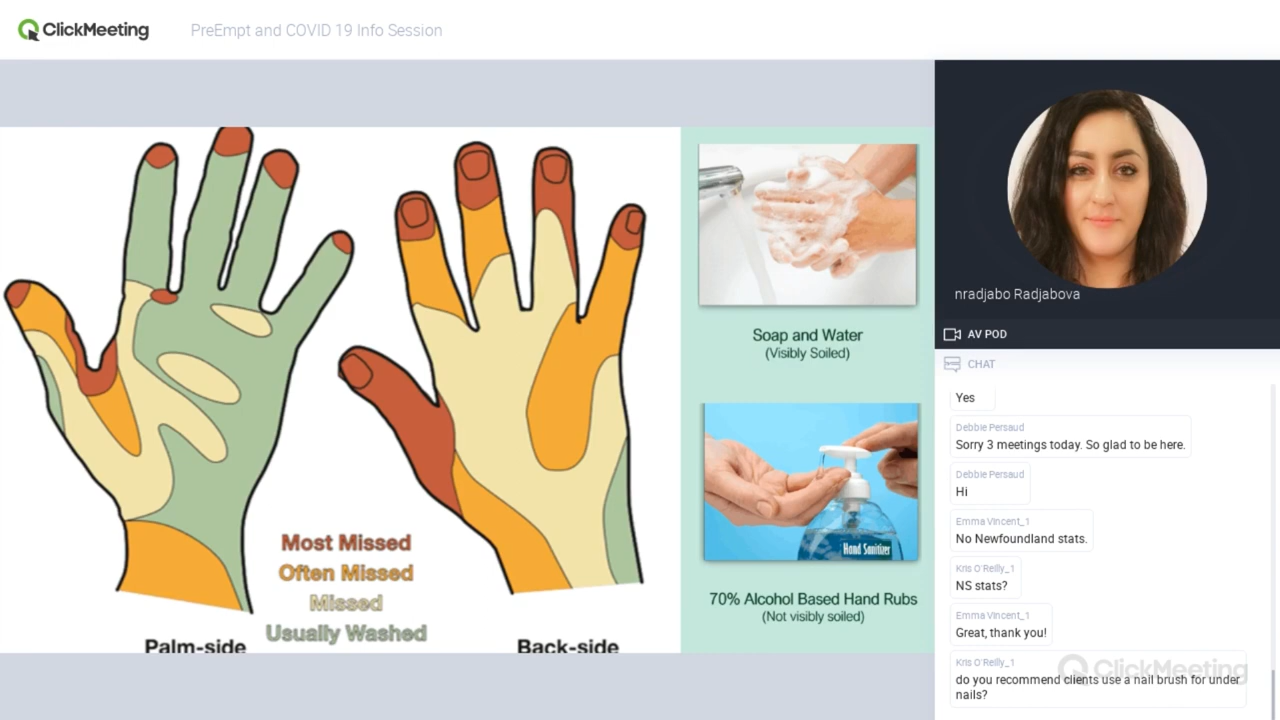 ClickMeeting
PreEmpt and COVID 19 Info Session
Most Missed
Often Missed
Missed
Usually Washed
Palm-side
Back-side
Soap and Water
(Visibly Soiled)
Hand Sanitizer
70% Alcohol Based Hand Rubs
(Not visibly soiled)
nradjabo Radjabova
AV POD
CHAT
Yes
Debbie Persaud
Sorry 3 meetings today. So glad to be here.
Debbie Persaud
Hi
Emma Vincent_1
No Newfoundland stats.
Kris O'Reilly_1
NS stats?
Emma Vincent_1
Great, thank you!
Kris O'Reilly_1
do you recommend clients use a nail brush for under
nails?
ClickMeeting